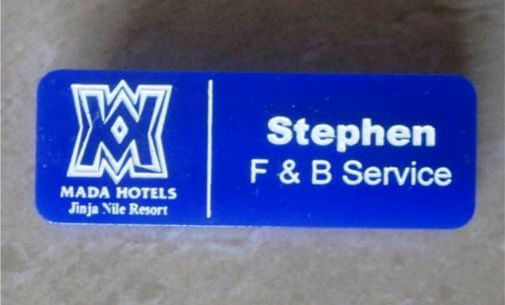 MADA HOTELS
Jinja Nile Resort
Stephen
F & B Service